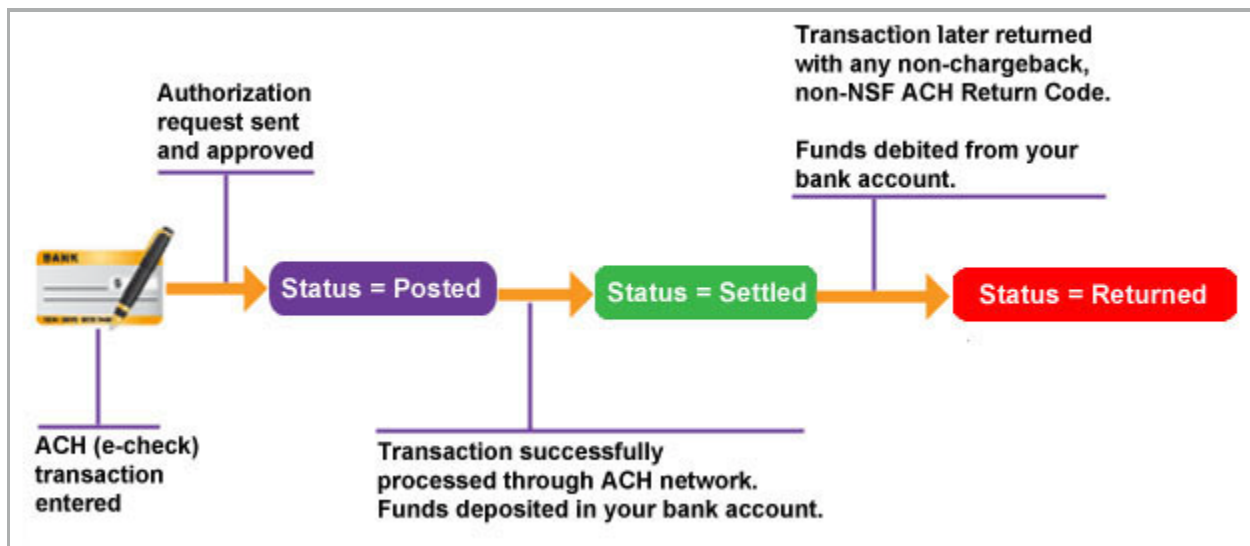 Transaction later returned
with any non-chargeback,
non-NSF ACH Return Code.
Funds debited from your
bank account.
Authorization
request sent
and approved
BANK
$
Status = Posted
Status = Settled
Status = Returned
ACH (e-check)
transaction
entered
Transaction successfully
processed through ACH network.
Funds deposited in your bank account.